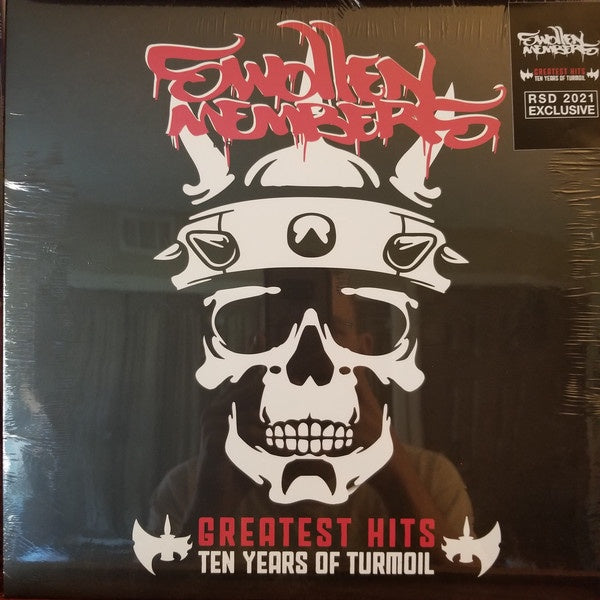 SWOLLEN
MEMBERS
SWOLLEN
MEMBERS
GREATEST HITS
TEN YEARS OF TURMOIL
RSD 2021
EXCLUSIVE
GREATEST HITS
TEN YEARS OF TURMOIL